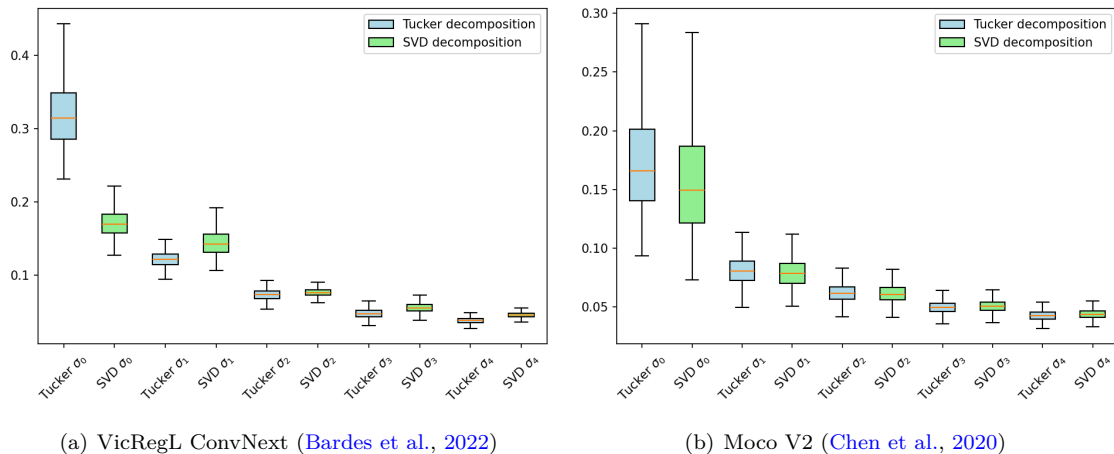 Tucker decomposition
SVD decomposition
0.4
0.3
0.2
0.1
Tucker σ₀
SVD σ₀
Tucker σ₁
SVD σ₁
Tucker σ₂
SVD σ₂
Tucker σ₃
SVD σ₃
Tucker σ₄
SVD σ₄
(a) VicRegL ConvNext (Bardes et al., 2022)
Tucker decomposition
SVD decomposition
0.30
0.25
0.20
0.15
0.10
0.05
Tucker σ₀
SVD σ₀
Tucker σ₁
SVD σ₁
Tucker σ₂
SVD σ₂
Tucker σ₃
SVD σ₃
Tucker σ₄
SVD σ₄
(b) Moco V2 (Chen et al., 2020)